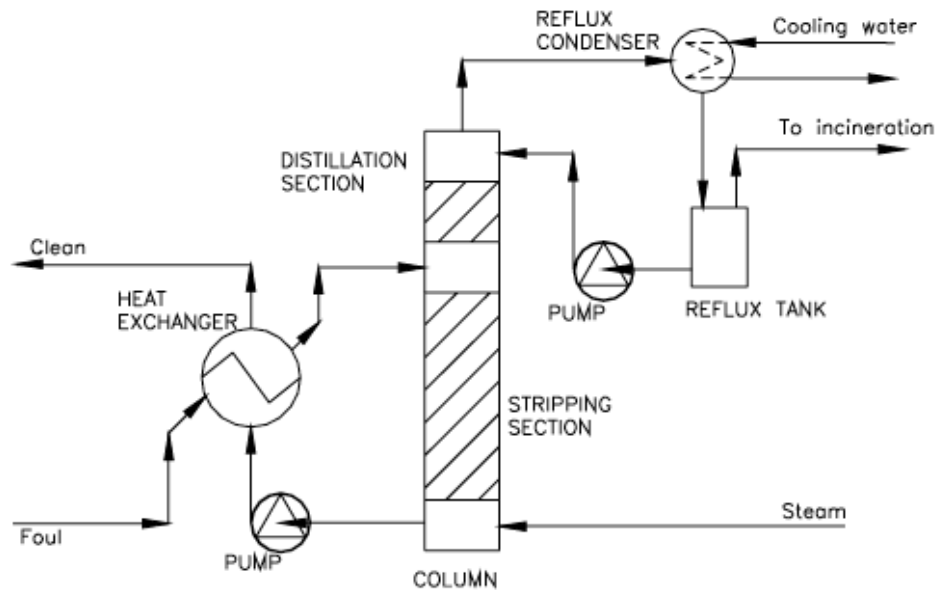 REFLUX
CONDENSER
Cooling water
To incineration
DISTILLATION
SECTION
Clean
HEAT
EXCHANGER
PUMP
REFLUX TANK
STRIPPING
SECTION
Steam
Foul
PUMP
COLUMN